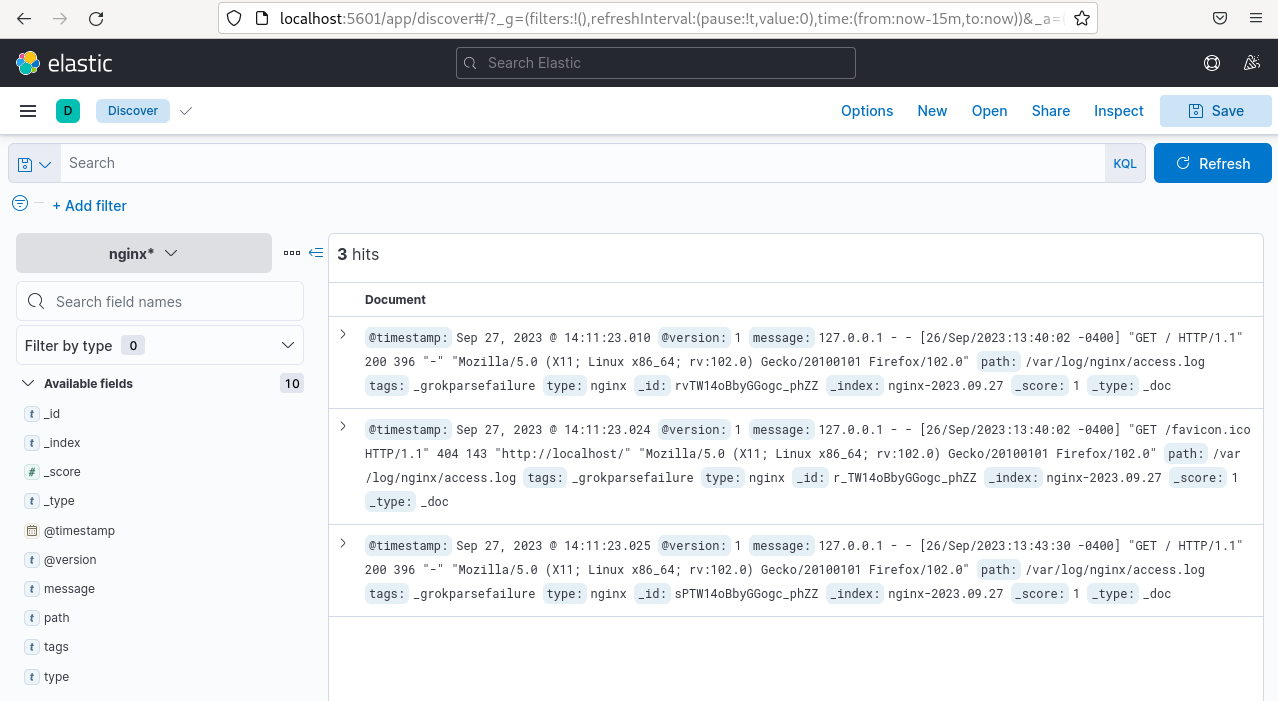 localhost:5601/app/discover#/?_g=(filters:!(),refreshInterval:(pause:!t,value:0),time:(from:now-15m,to:now))&_a=(
elastic
Search Elastic
D
Discover
Options
New
Open
Share
Inspect
Save
Search
KQL
Refresh
+ Add filter
nginx*
Search field names
Filter by type 0
Available fields 10
t _id
t _index
# _score
t _type
@timestamp
t @version
t message
t path
t tags
t type
3 hits
Document
@timestamp: Sep 27, 2023 @ 14:11:23.010 @version: 1 message: 127.0.0.1 - - [26/Sep/2023:13:40:02 -0400] "GET / HTTP/1.1"
200 396 "-" "Mozilla/5.0 (X11; Linux x86_64; rv:102.0) Gecko/20100101 Firefox/102.0" path: /var/log/nginx/access.log
tags: _grokparsefailure type: nginx _id: rvTW14oBbyGGogc_phZZ _index: nginx-2023.09.27 _score: 1 _type: _doc
@timestamp: Sep 27, 2023 @ 14:11:23.024 @version: 1 message: 127.0.0.1 - - [26/Sep/2023:13:40:02 -0400] "GET /favicon.ico
HTTP/1.1" 404 143 "http://localhost/" "Mozilla/5.0 (X11; Linux x86_64; rv:102.0) Gecko/20100101 Firefox/102.0" path: /var
/log/nginx/access.log tags: _grokparsefailure type: nginx _id: r_TW14oBbyGGogc_phZZ _index: nginx-2023.09.27 _score: 1
_type: _doc
@timestamp: Sep 27, 2023 @ 14:11:23.025 @version: 1 message: 127.0.0.1 - - [26/Sep/2023:13:43:30 -0400] "GET / HTTP/1.1"
200 396 "-" "Mozilla/5.0 (X11; Linux x86_64; rv:102.0) Gecko/20100101 Firefox/102.0" path: /var/log/nginx/access.log
tags: _grokparsefailure type: nginx _id: sPTW14oBbyGGogc_phZZ _index: nginx-2023.09.27 _score: 1 _type: _doc